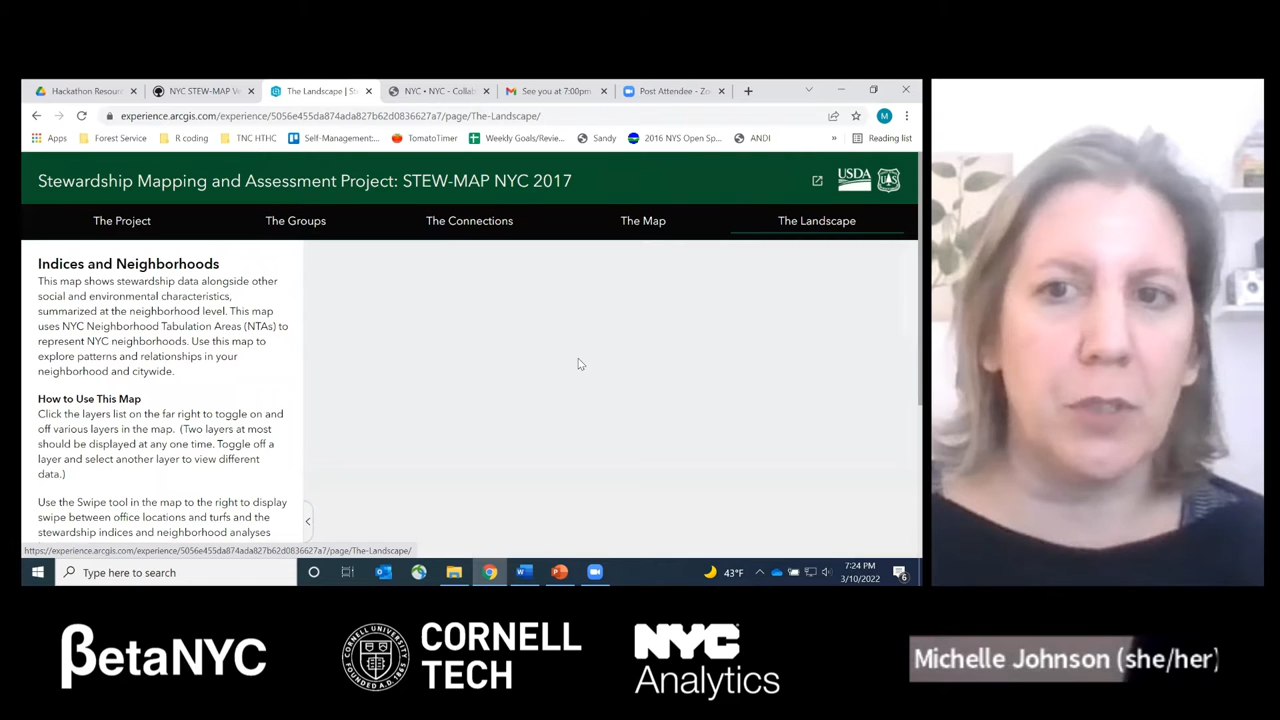 Hackathon Resour
NYC STEW-MAP Ve
The Landscape | St
NYC • NYC - Collab
See you at 7:00pm
Post Attendee - Zo
experience.arcgis.com/experience/5056e455da874ada827b62d0836627a7/page/The-Landscape/
M
Apps
Forest Service
R coding
TNC HTHC
Self-Management:...
TomatoTimer
Weekly Goals/Revie...
Sandy
2016 NYS Open Sp...
ANDI
»
Reading list
Stewardship Mapping and Assessment Project: STEW-MAP NYC 2017
USDA
The Project
The Groups
The Connections
The Map
The Landscape
Indices and Neighborhoods
This map shows stewardship data alongside other
social and environmental characteristics,
summarized at the neighborhood level. This map
uses NYC Neighborhood Tabulation Areas (NTAs) to
represent NYC neighborhoods. Use this map to
explore patterns and relationships in your
neighborhood and citywide.
How to Use This Map
Click the layers list on the far right to toggle on and
off various layers in the map. (Two layers at most
should be displayed at any one time. Toggle off a
layer and select another layer to view different
data.)
Use the Swipe tool in the map to the right to display
swipe between office locations and turfs and the
stewardship indices and neighborhood analyses
https://experience.arcgis.com/experience/5056e455da874ada827b62d0836627a7/page/The-Landscape/
Type here to search
43°F
7:24 PM
3/10/2022
6
βetaNYC
CORNELL
TECH
NYC
Analytics
Michelle Johnson (she/her)